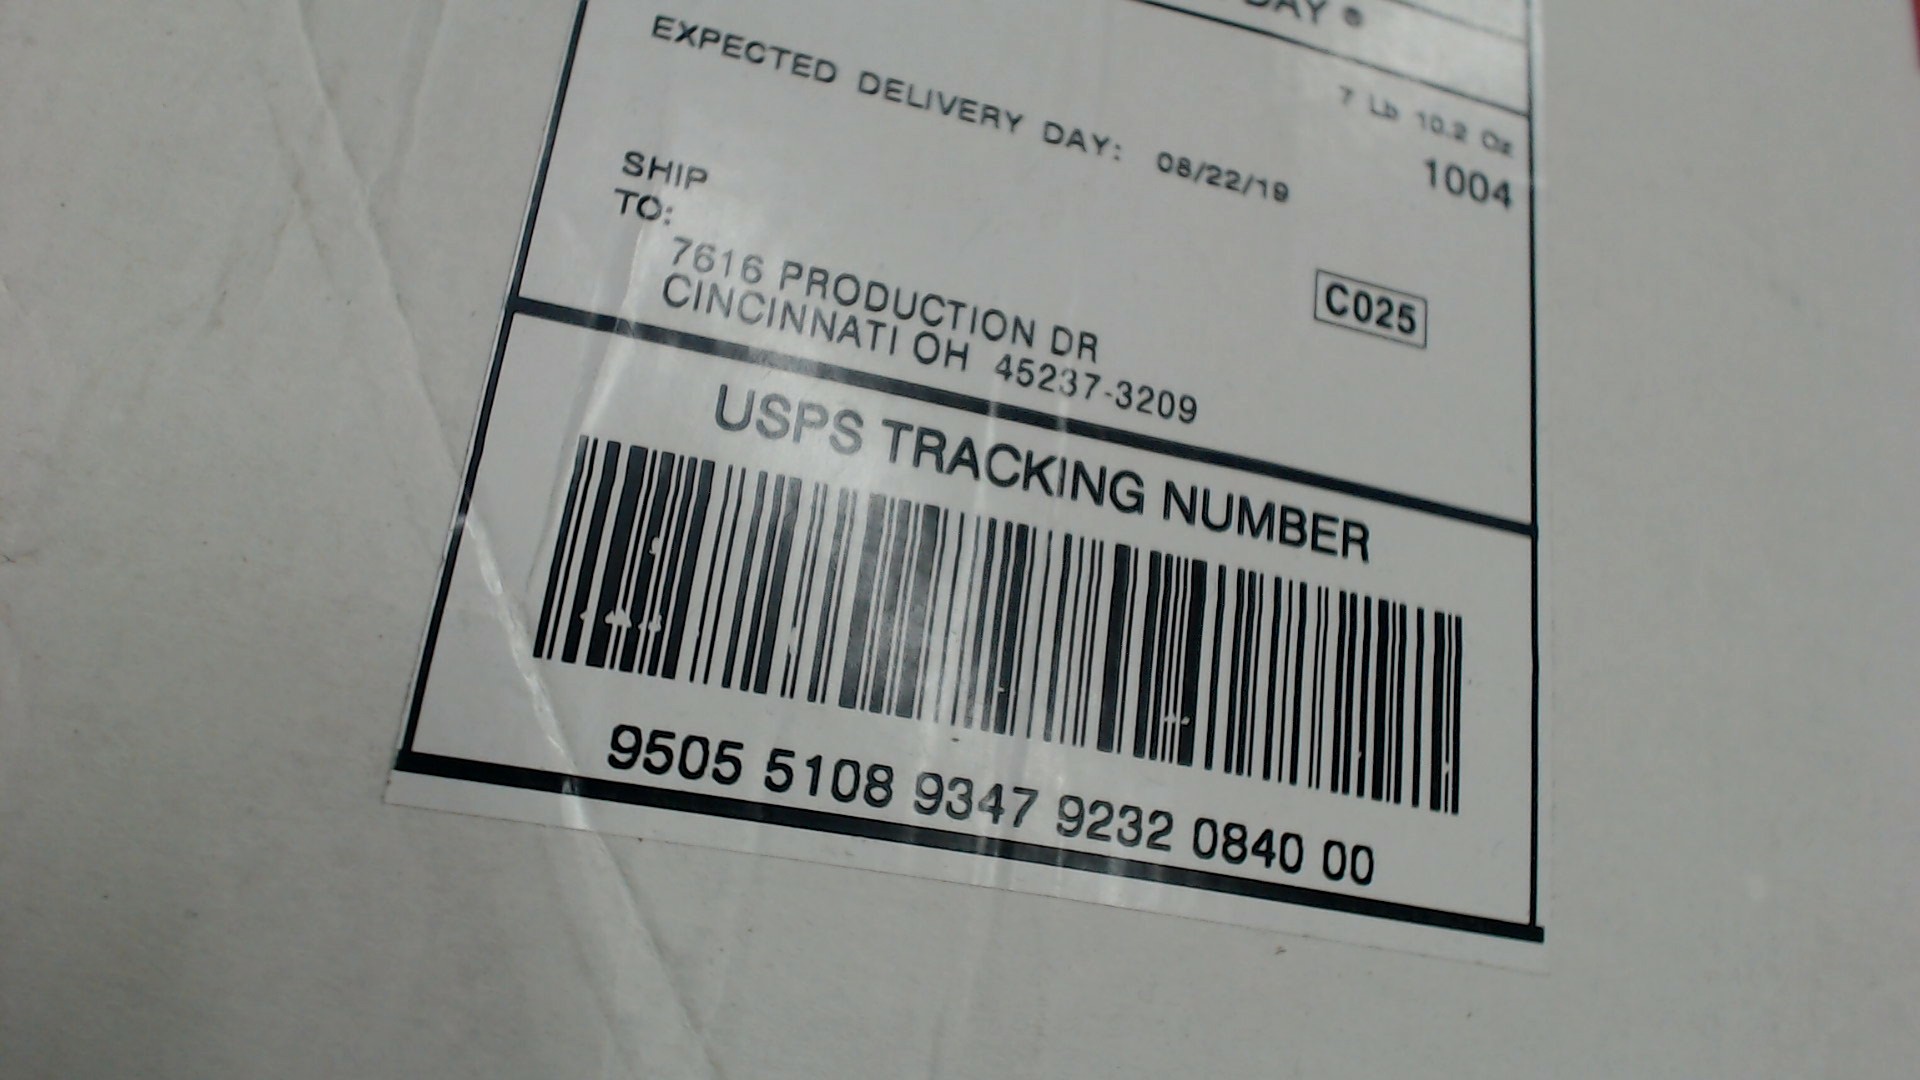 DAY ®
7 Lb 10.2 Oz
1004
EXPECTED DELIVERY DAY: 08/22/19
SHIP
TO:
C025
7616 PRODUCTION DR
CINCINNATI OH 45237-3209
USPS TRACKING NUMBER
9505 5108 9347 9232 0840 00